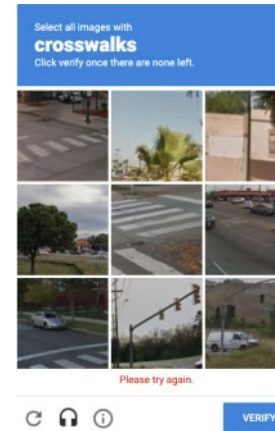 Select all images with
crosswalks
Click verify once there are none left.
Please try again.
VERIFY